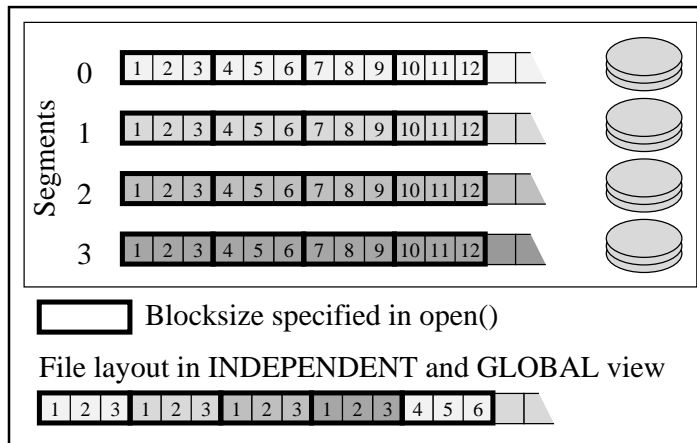 0 1 2 3 4 5 6 7 8 9 10 11 12
1 1 2 3 4 5 6 7 8 9 10 11 12
2 1 2 3 4 5 6 7 8 9 10 11 12
3 1 2 3 4 5 6 7 8 9 10 11 12
Segments
Blocksize specified in open()
File layout in INDEPENDENT and GLOBAL view
1 2 3 1 2 3 1 2 3 1 2 3 4 5 6